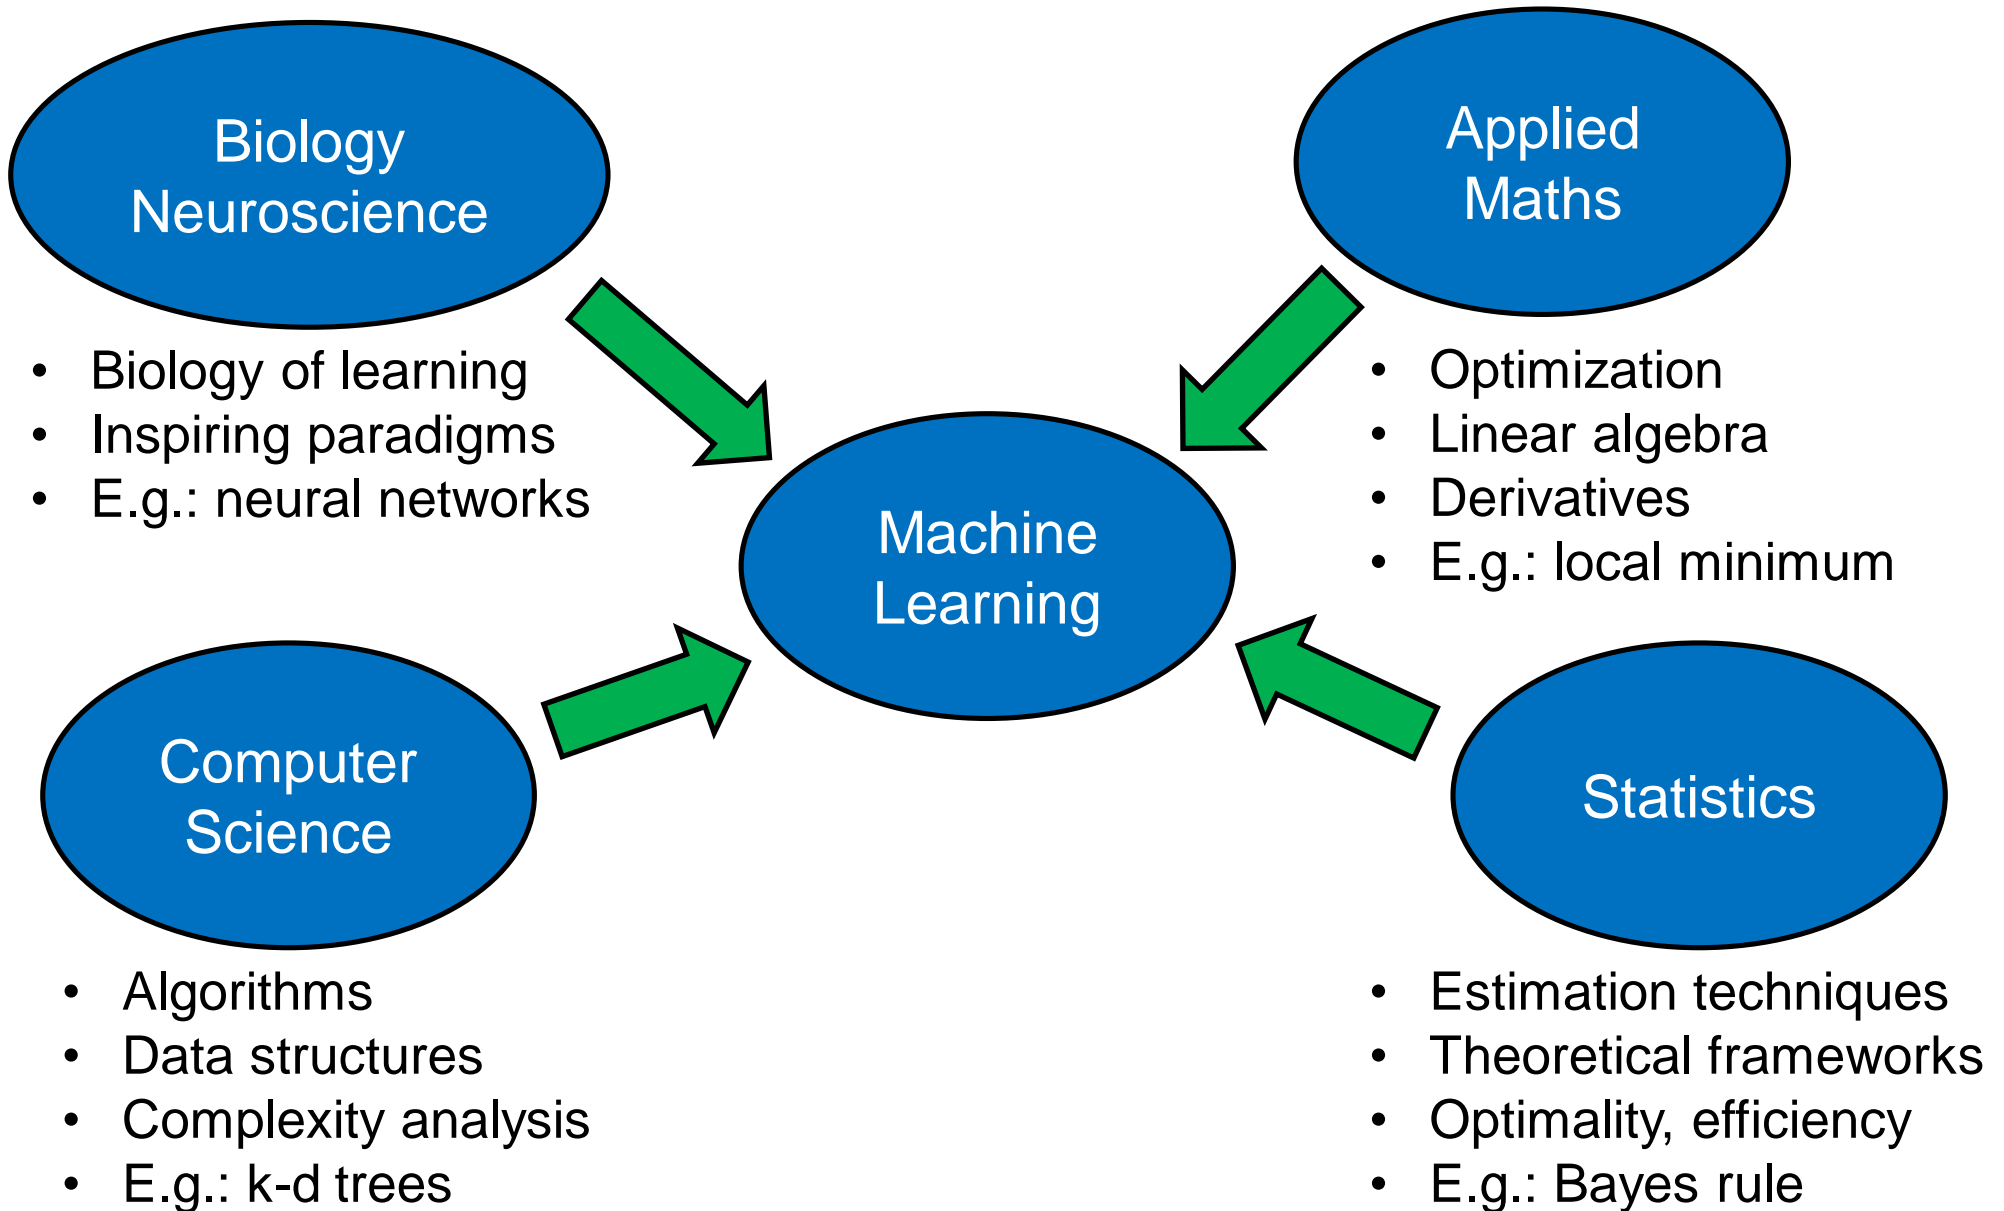 Biology
Neuroscience
• Biology of learning
• Inspiring paradigms
• E.g.: neural networks
Applied
Maths
• Optimization
• Linear algebra
• Derivatives
• E.g.: local minimum
Machine
Learning
Computer
Science
• Algorithms
• Data structures
• Complexity analysis
• E.g.: k-d trees
Statistics
• Estimation techniques
• Theoretical frameworks
• Optimality, efficiency
• E.g.: Bayes rule